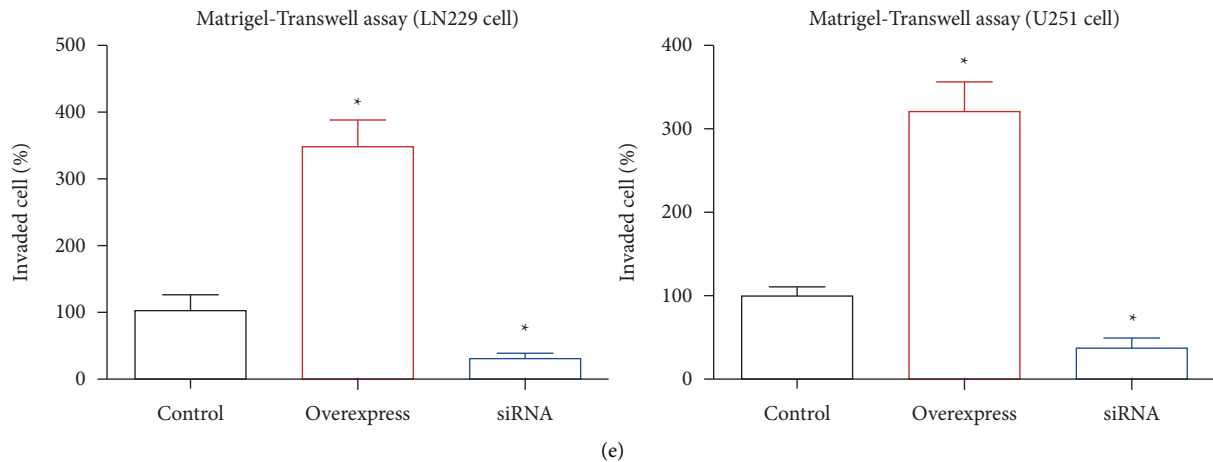 Matrigel-Transwell assay (LN229 cell)
500
400
300
200
100
0
Invaded cell (%)
*
*
Control Overexpress siRNA
Matrigel-Transwell assay (U251 cell)
400
300
200
100
0
Invaded cell (%)
*
*
Control Overexpress siRNA
(e)